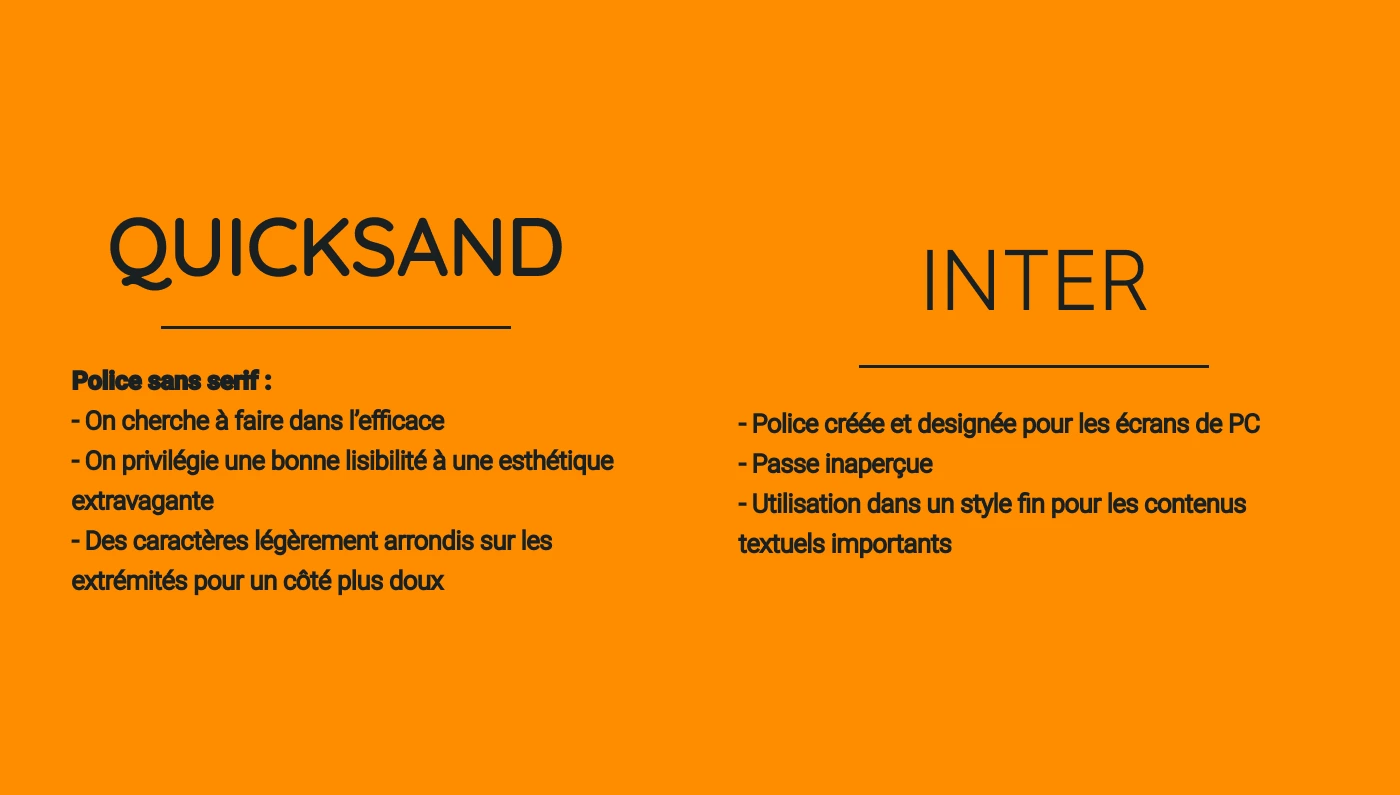 QUICKSAND
Police sans serif :
- On cherche à faire dans l’efficace
- On privilégie une bonne lisibilité à une esthétique
extravagante
- Des caractères légèrement arrondis sur les
extrémités pour un côté plus doux
INTER
- Police créée et designée pour les écrans de PC
- Passe inaperçue
- Utilisation dans un style fin pour les contenus
textuels importants